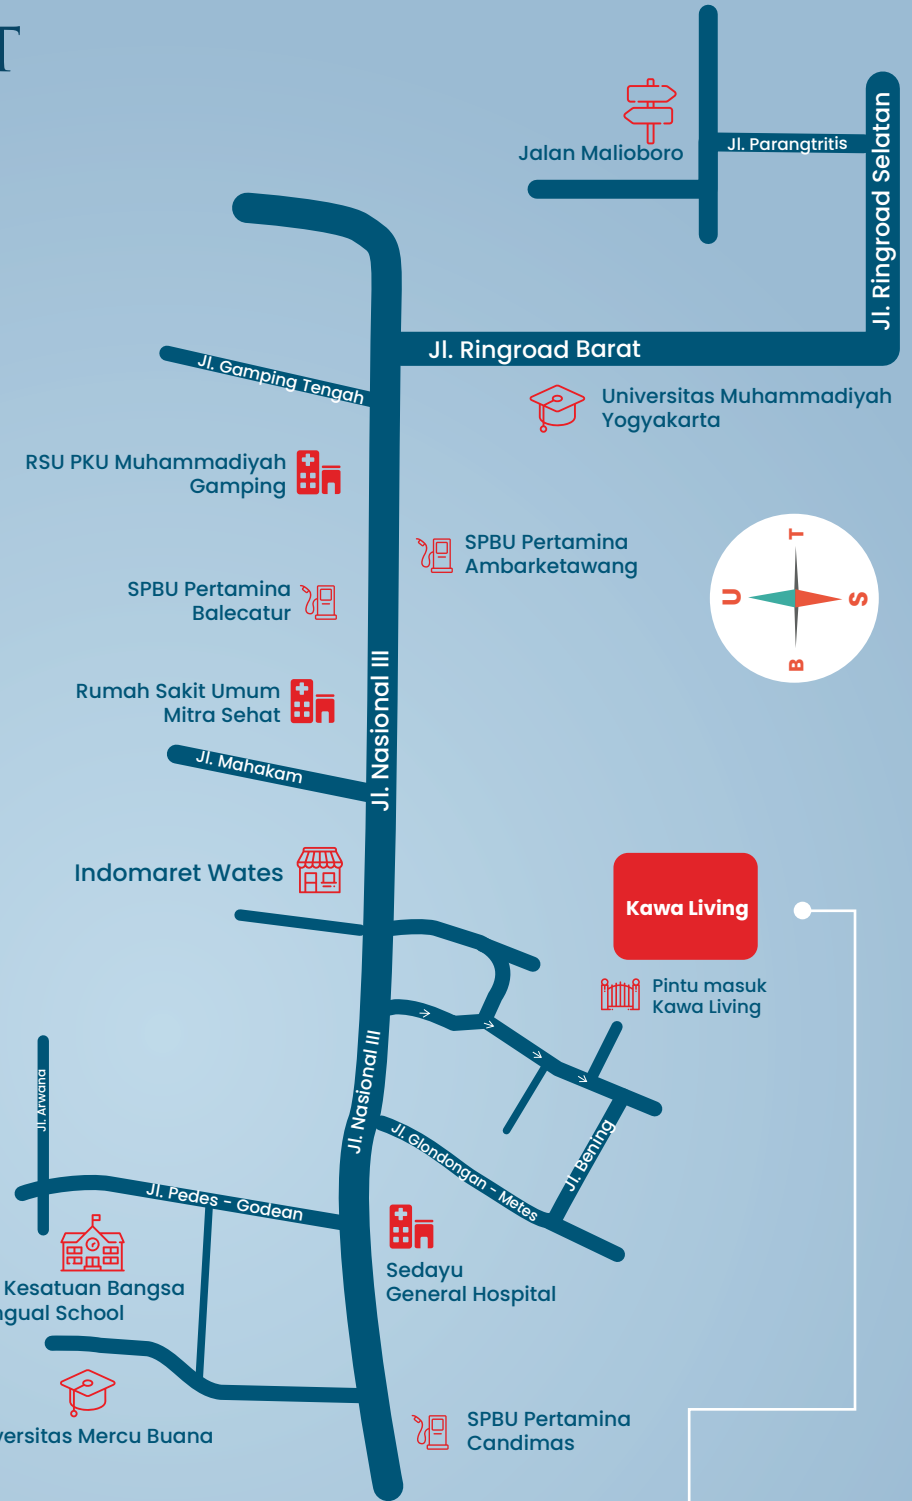 T
Jalan Malioboro
Jl. Parangtritis
Jl. Ringroad Selatan
Jl. Ringroad Barat
Jl. Gamping Tengah
Universitas Muhammadiyah
Yogyakarta
RSU PKU Muhammadiyah
Gamping
SPBU Pertamina
Ambarketawang
SPBU Pertamina
Balecatur
T
U
S
B
Jl. Nasional III
Rumah Sakit Umum
Mitra Sehat
Jl. Mahakam
Indomaret Wates
Kawa Living
Pintu masuk
Kawa Living
Jl. Nasional III
Jl. Arwana
Jl. Glondongan - Metes
Jl. Bening
Jl. Pedes - Godean
Sedayu
General Hospital
Kesatuan Bangsa
ngual School
versitas Mercu Buana
SPBU Pertamina
Candimas